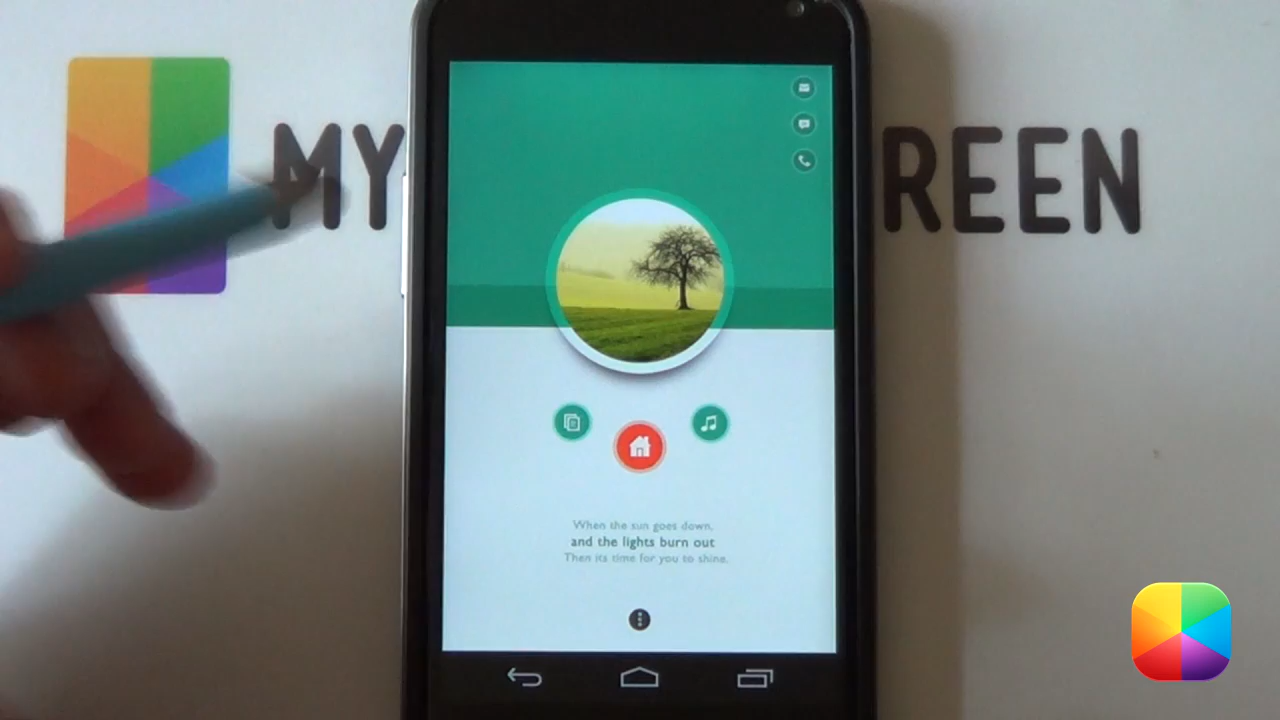 MY REEN
When the sun goes down,
and the lights burn out
Then its time for you to shine.